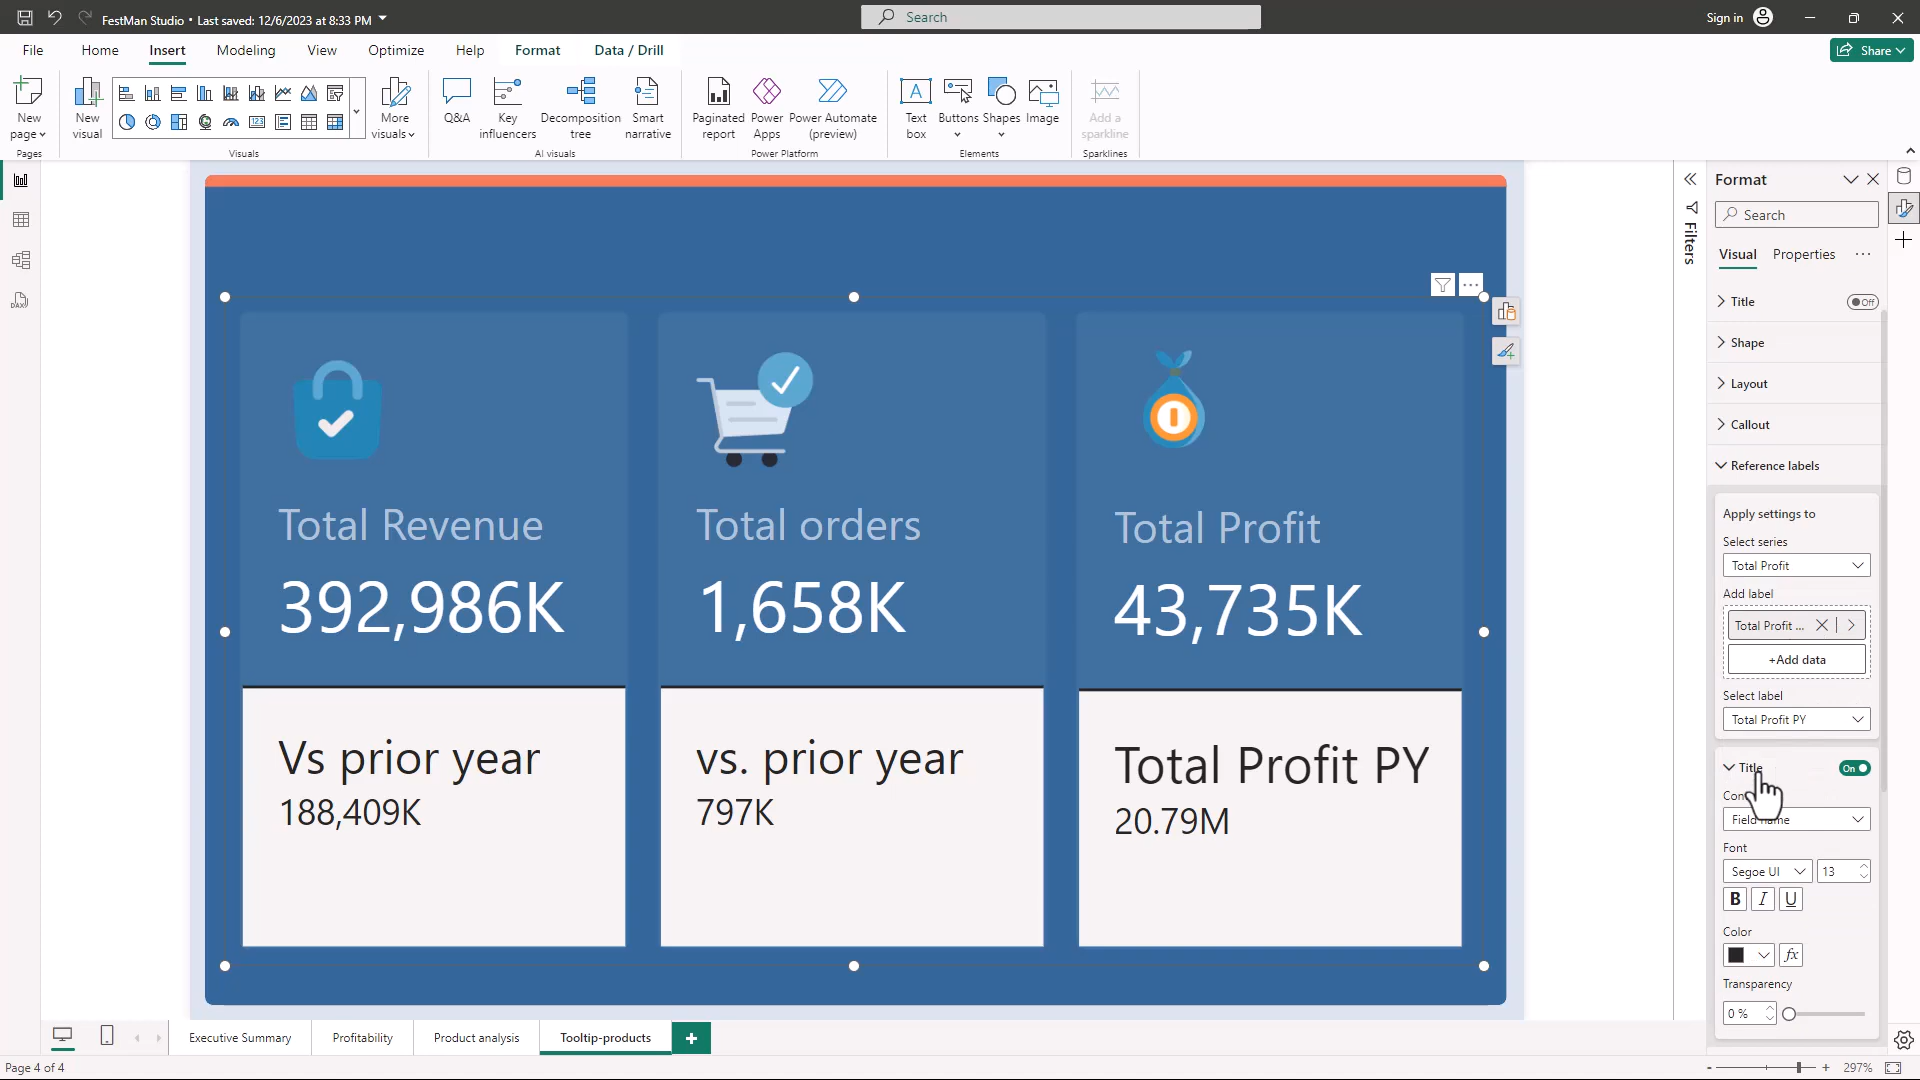 FestMan Studio • Last saved: 12/6/2023 at 8:33 PM
Search
Sign in
File
Home
Insert
Modeling
View
Optimize
Help
Format
Data / Drill
Share
New page
Pages
New visual
More visuals
Visuals
Q&A
Key influencers
Decomposition tree
Smart narrative
AI visuals
Paginated report
Power Apps
Power Automate (preview)
Power Platform
Text box
Buttons
Shapes
Image
Elements
Add a sparkline
Sparklines
Total Revenue
392,986K
Vs prior year
188,409K
Total orders
1,658K
vs. prior year
797K
Total Profit
43,735K
Total Profit PY
20.79M
Filters
Format
Search
Visual
Properties
Title
Off
Shape
Layout
Callout
Reference labels
Apply settings to
Select series
Total Profit
Add label
Total Profit ...
+Add data
Select label
Total Profit PY
Title
On
Field name
Font
Segoe UI
13
B
I
U
Color
fx
Transparency
0 %
Executive Summary
Profitability
Product analysis
Tooltip-products
Page 4 of 4
297%